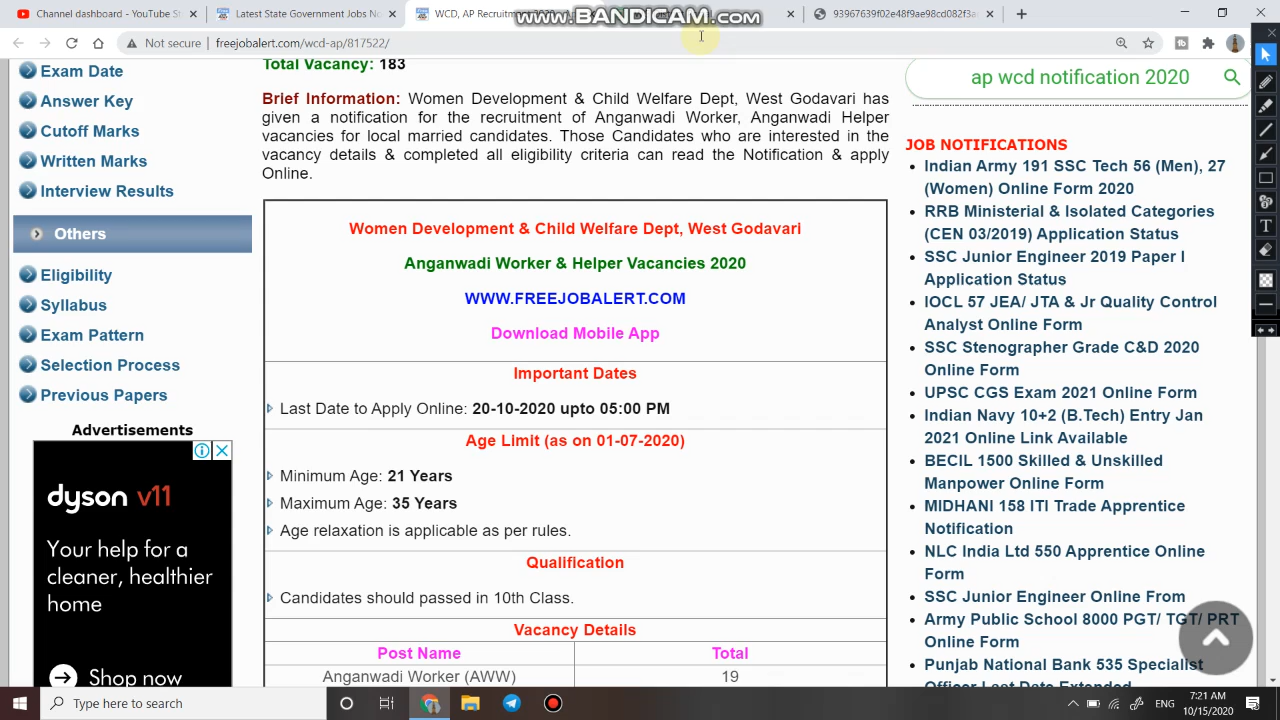 Channel dashboard - YouTube St
Latest State Government Jobs N
WCD, AP Recruitment 2020
www.BANDICAM.com
93967639f02e48f9ae98cd082f3a
Not secure
freejobalert.com/wcd-ap/817522/
Exam Date
Answer Key
Cutoff Marks
Written Marks
Interview Results
Others
Eligibility
Syllabus
Exam Pattern
Selection Process
Previous Papers
Advertisements
dyson v11
Your help for a
cleaner, healthier
home
Shop now
Total Vacancy: 183
Brief Information: Women Development & Child Welfare Dept, West Godavari has
given a notification for the recruitment of Anganwadi Worker, Anganwadi Helper
vacancies for local married candidates. Those Candidates who are interested in the
vacancy details & completed all eligibility criteria can read the Notification & apply
Online.
Women Development & Child Welfare Dept, West Godavari
Anganwadi Worker & Helper Vacancies 2020
WWW.FREEJOBALERT.COM
Download Mobile App
Important Dates
Last Date to Apply Online: 20-10-2020 upto 05:00 PM
Age Limit (as on 01-07-2020)
Minimum Age: 21 Years
Maximum Age: 35 Years
Age relaxation is applicable as per rules.
Qualification
Candidates should passed in 10th Class.
Vacancy Details
Post Name Total
Anganwadi Worker (AWW) 19
ap wcd notification 2020
JOB NOTIFICATIONS
Indian Army 191 SSC Tech 56 (Men), 27
(Women) Online Form 2020
RRB Ministerial & Isolated Categories
(CEN 03/2019) Application Status
SSC Junior Engineer 2019 Paper I
Application Status
IOCL 57 JEA/ JTA & Jr Quality Control
Analyst Online Form
SSC Stenographer Grade C&D 2020
Online Form
UPSC CGS Exam 2021 Online Form
Indian Navy 10+2 (B.Tech) Entry Jan
2021 Online Link Available
BECIL 1500 Skilled & Unskilled
Manpower Online Form
MIDHANI 158 ITI Trade Apprentice
Notification
NLC India Ltd 550 Apprentice Online
Form
SSC Junior Engineer Online From
Army Public School 8000 PGT/ TGT/ PRT
Online Form
Punjab National Bank 535 Specialist
Officer Last Date Extended
Type here to search
ENG
7:21 AM
10/15/2020